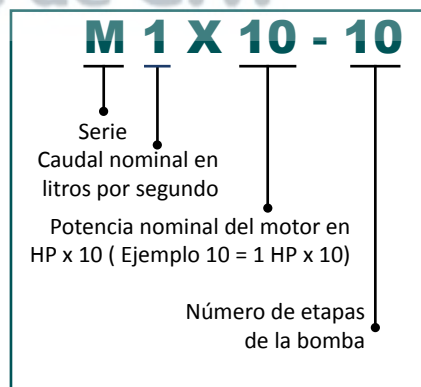 M 1 X 10 - 10
Serie
Caudal nominal en
litros por segundo
Potencia nominal del motor en
HP x 10 ( Ejemplo 10 = 1 HP x 10)
Número de etapas
de la bomba